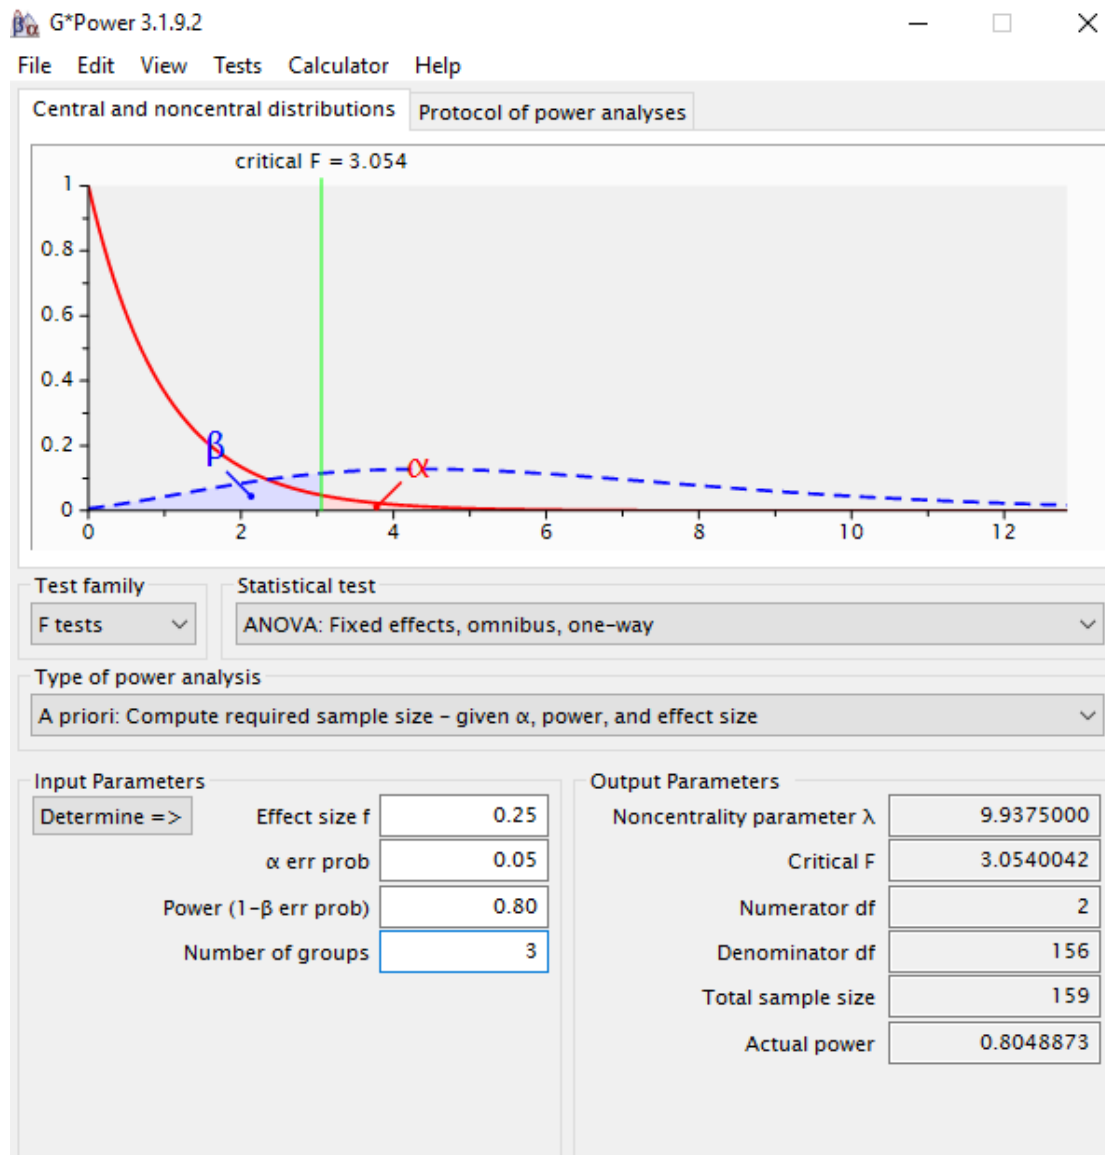 G*Power 3.1.9.2
File Edit View Tests Calculator Help
Central and noncentral distributions
Protocol of power analyses
critical F = 3.054
1
0.8
0.6
0.4
0.2
0
β
α
0 2 4 6 8 10 12
Test family
F tests
Statistical test
ANOVA: Fixed effects, omnibus, one-way
Type of power analysis
A priori: Compute required sample size - given α, power, and effect size
Input Parameters
Determine =>
Effect size f 0.25
α err prob 0.05
Power (1-β err prob) 0.80
Number of groups 3
Output Parameters
Noncentrality parameter λ 9.9375000
Critical F 3.0540042
Numerator df 2
Denominator df 156
Total sample size 159
Actual power 0.8048873